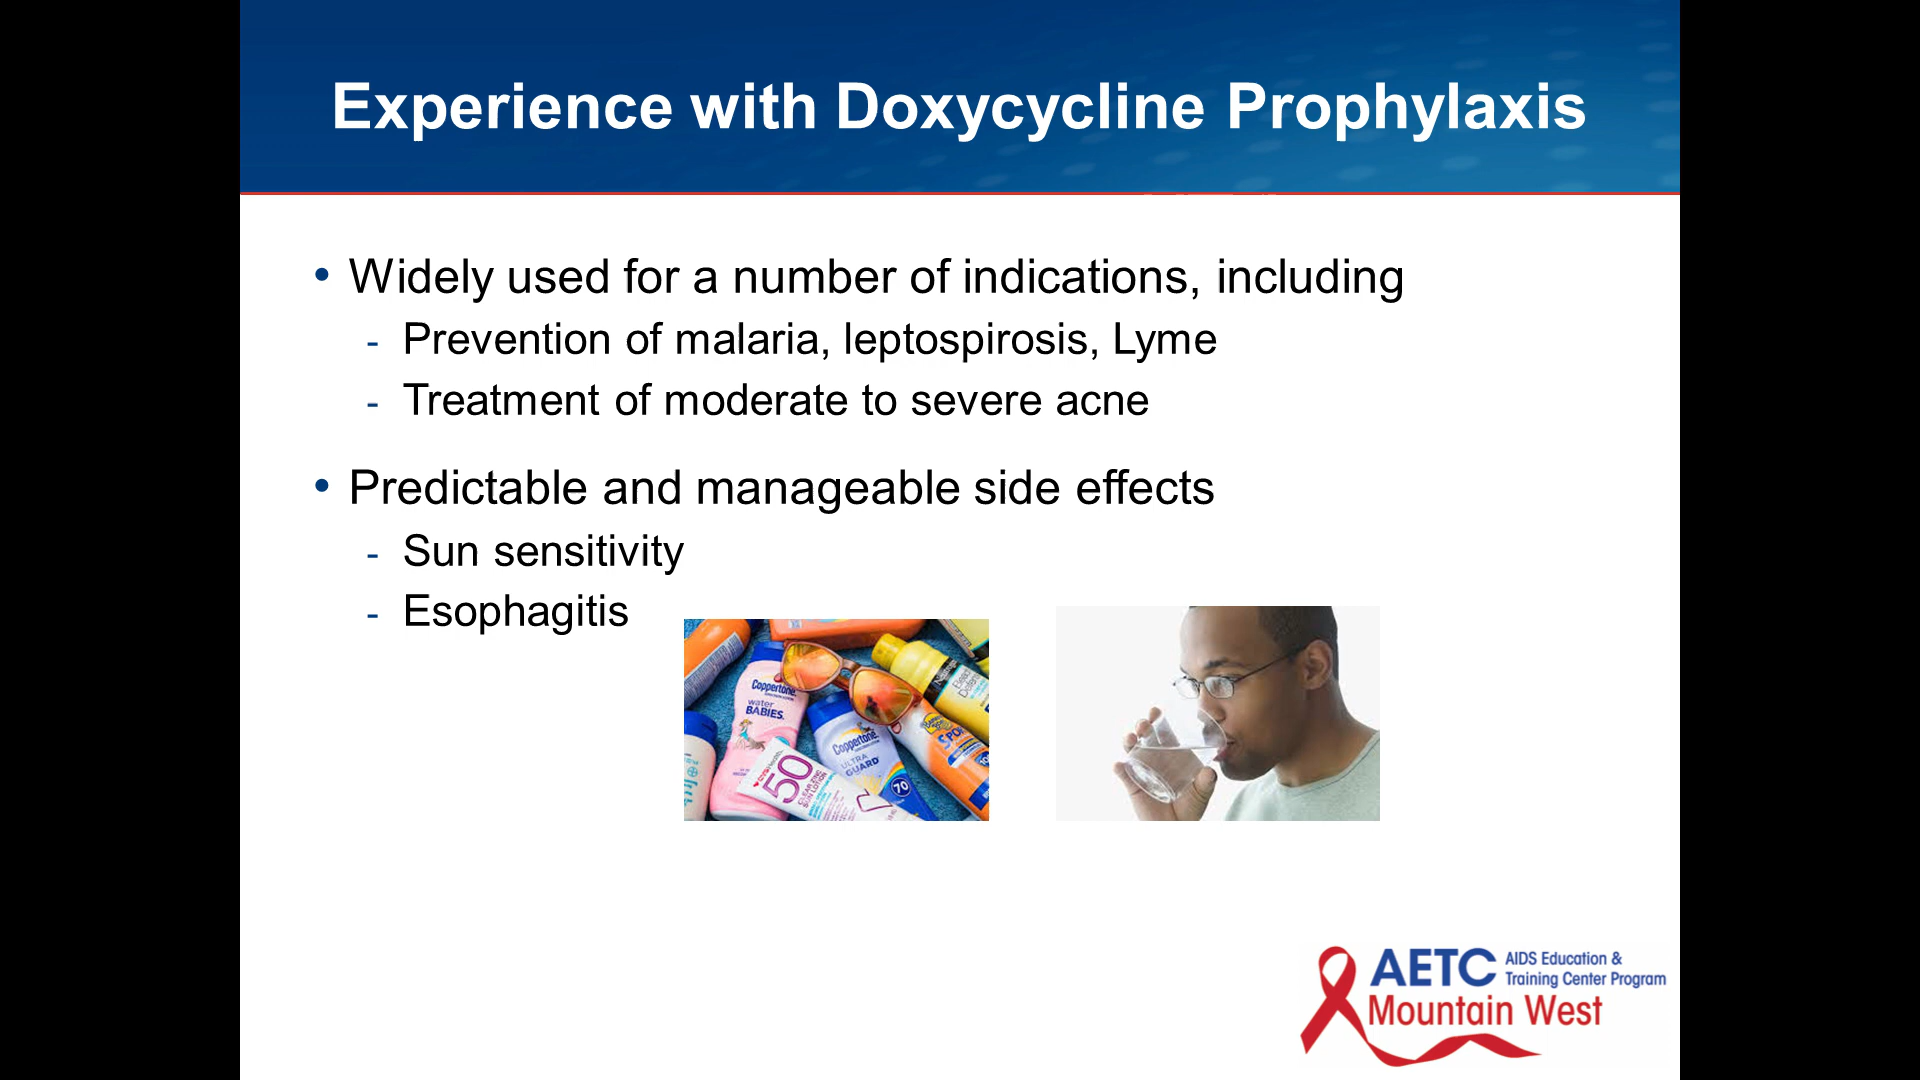 Experience with Doxycycline Prophylaxis
• Widely used for a number of indications, including
- Prevention of malaria, leptospirosis, Lyme
- Treatment of moderate to severe acne
• Predictable and manageable side effects
- Sun sensitivity
- Esophagitis
Coppertone
water
BABIES
Coppertone
ULTRA
GUARD
70
50
SPORT
AETC AIDS Education &
Training Center Program
Mountain West